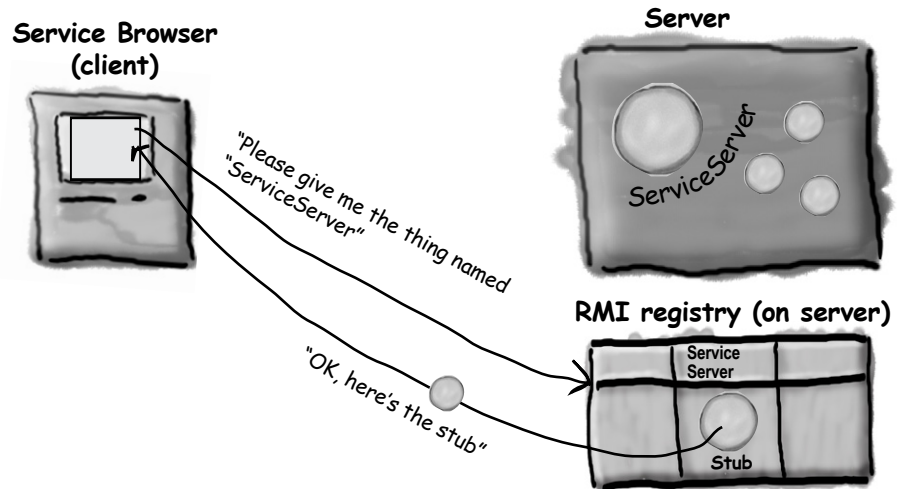 Service Browser
(client)
Server
"Please give me the thing named
"ServiceServer"
ServiceServer
RMI registry (on server)
Service
Server
"OK, here's the stub"
Stub